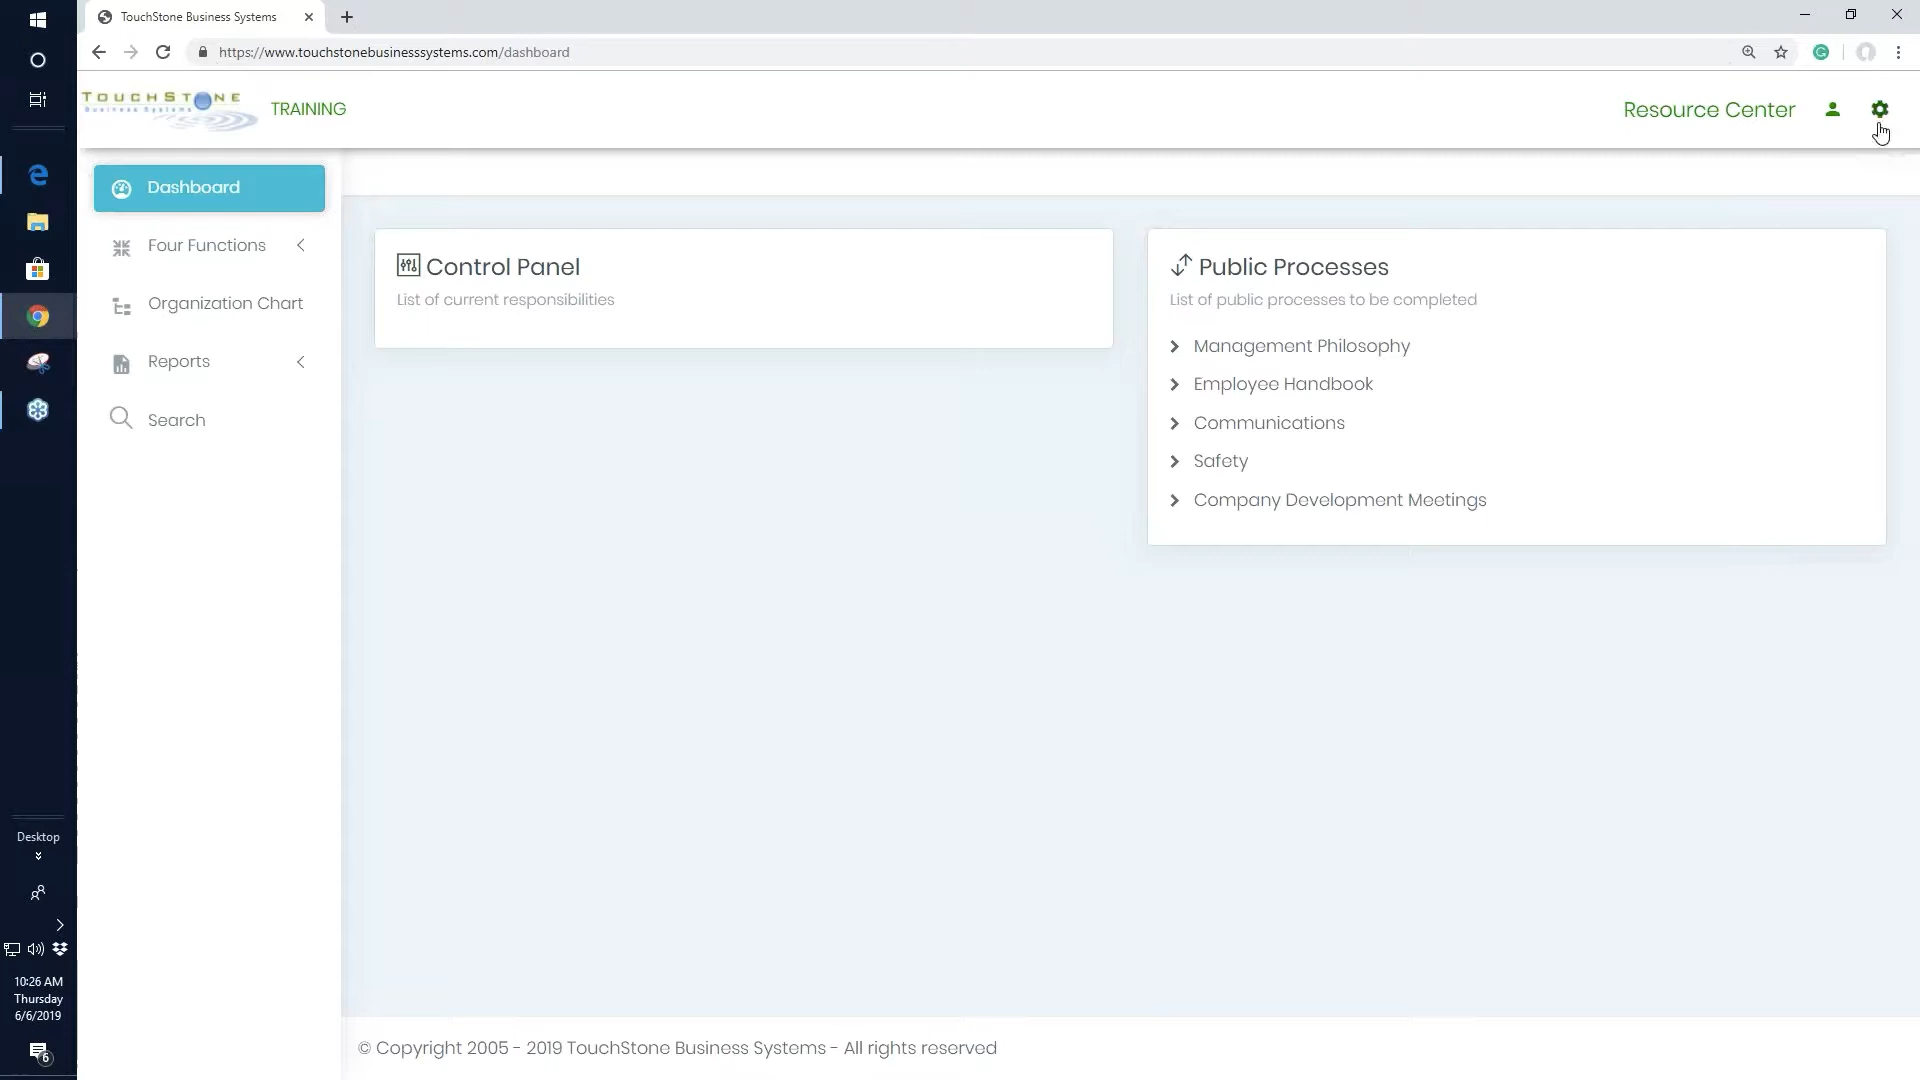 TouchStone Business Systems
https://www.touchstonebusinesssystems.com/dashboard
TOUCHSTONE
Business Systems
TRAINING
Resource Center
Dashboard
Four Functions
Organization Chart
Reports
Search
Control Panel
List of current responsibilities
Public Processes
List of public processes to be completed
Management Philosophy
Employee Handbook
Communications
Safety
Company Development Meetings
Desktop
10:26 AM
Thursday
6/6/2019
6
© Copyright 2005 - 2019 TouchStone Business Systems - All rights reserved